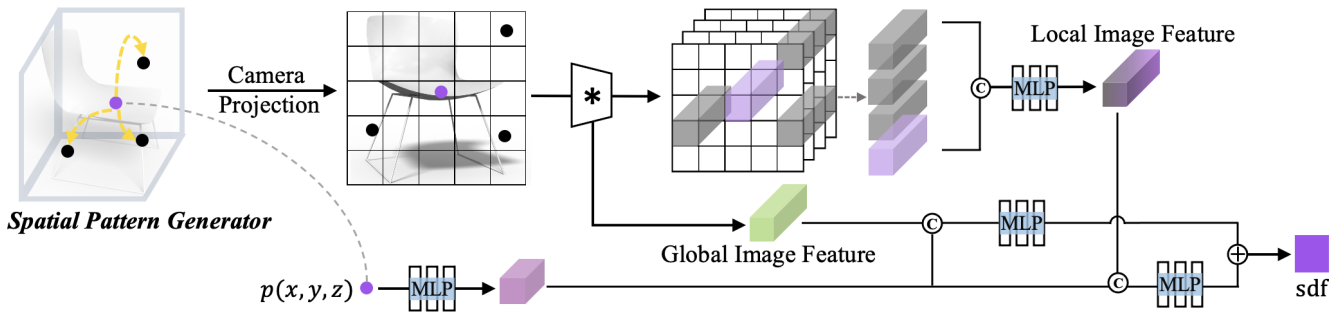 Camera
Projection
Spatial Pattern Generator
*
C
MLP
Local Image Feature
Global Image Feature
C
MLP
p(x, y, z)
MLP
C
MLP
+
sdf